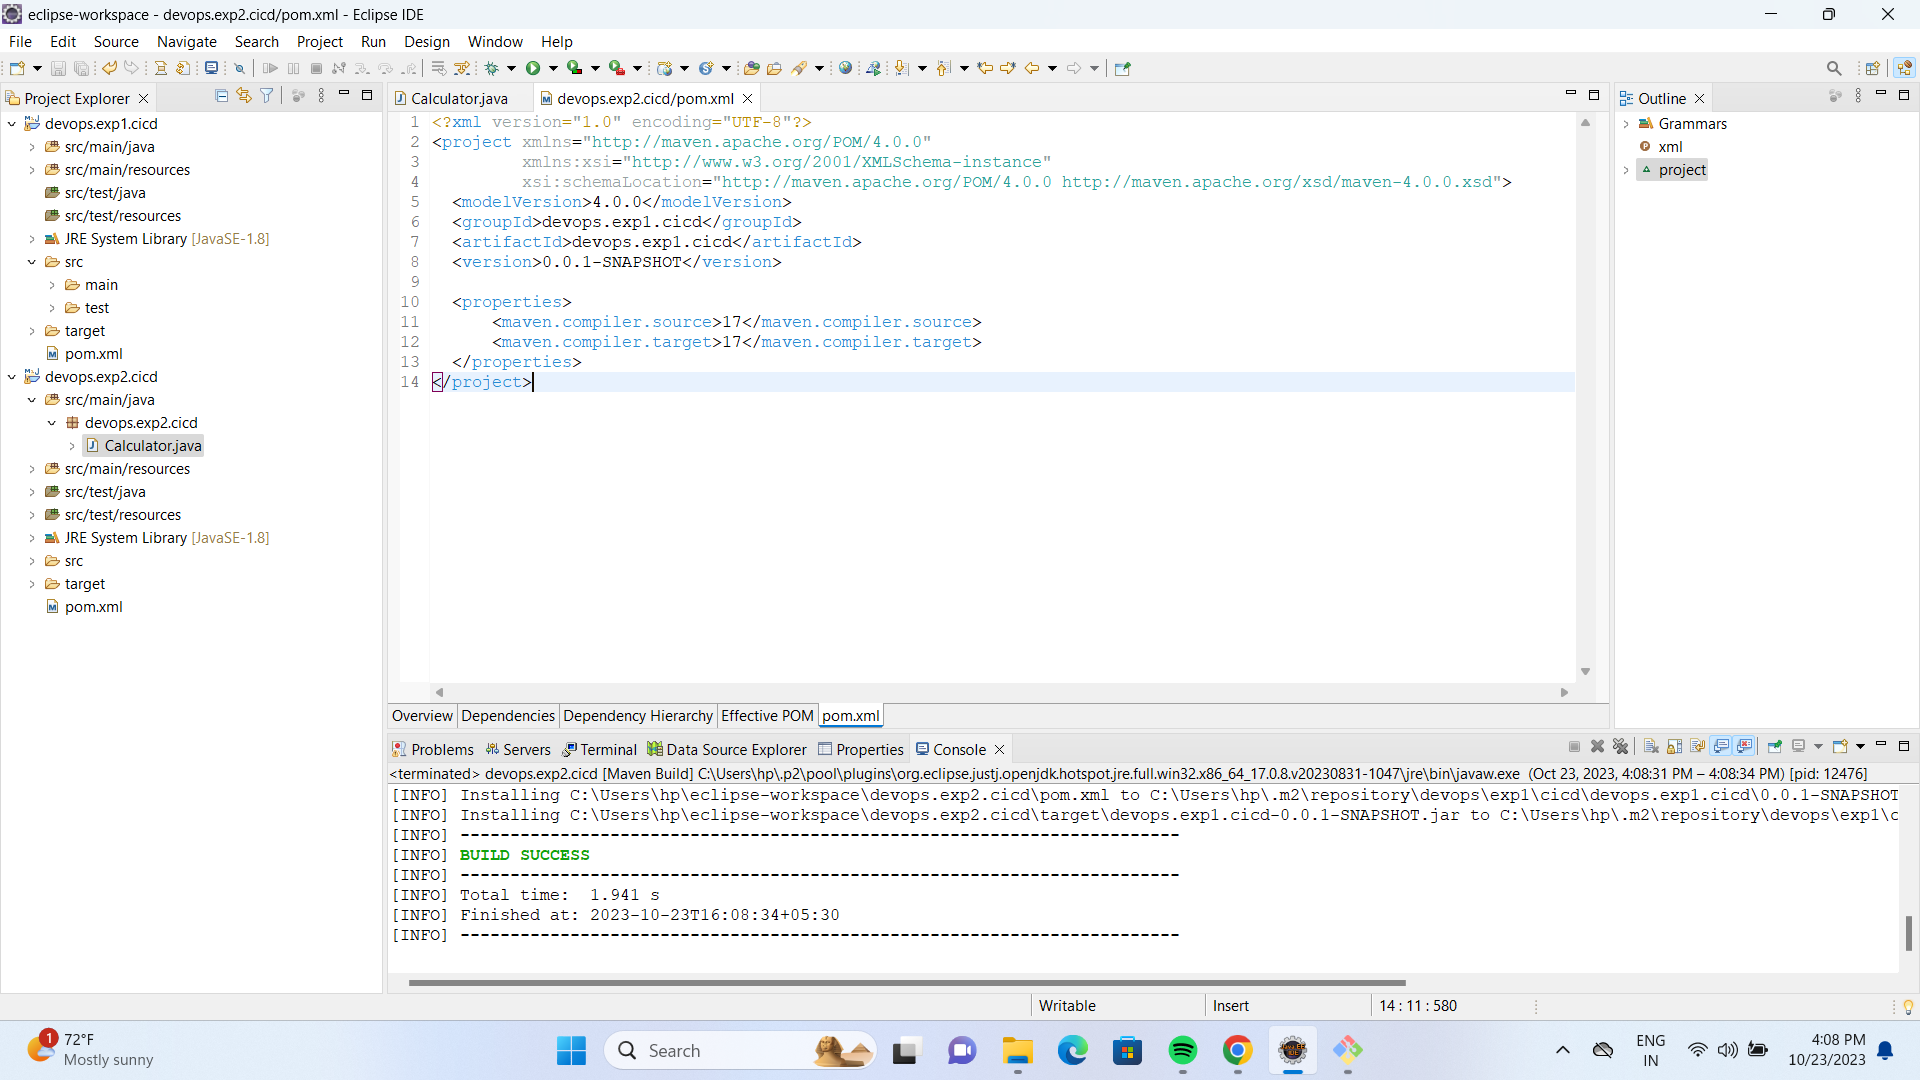 eclipse-workspace - devops.exp2.cicd/pom.xml - Eclipse IDE
File Edit Source Navigate Search Project Run Design Window Help
Project Explorer
devops.exp1.cicd
src/main/java
src/main/resources
src/test/java
src/test/resources
JRE System Library [JavaSE-1.8]
src
main
test
target
pom.xml
devops.exp2.cicd
src/main/java
devops.exp2.cicd
Calculator.java
src/main/resources
src/test/java
src/test/resources
JRE System Library [JavaSE-1.8]
src
target
pom.xml
Calculator.java devops.exp2.cicd/pom.xml
1 <?xml version="1.0" encoding="UTF-8"?>
2 <project xmlns="http://maven.apache.org/POM/4.0.0"
3 xmlns:xsi="http://www.w3.org/2001/XMLSchema-instance"
4 xsi:schemaLocation="http://maven.apache.org/POM/4.0.0 http://maven.apache.org/xsd/maven-4.0.0.xsd">
5 <modelVersion>4.0.0</modelVersion>
6 <groupId>devops.exp1.cicd</groupId>
7 <artifactId>devops.exp1.cicd</artifactId>
8 <version>0.0.1-SNAPSHOT</version>
9
10 <properties>
11 <maven.compiler.source>17</maven.compiler.source>
12 <maven.compiler.target>17</maven.compiler.target>
13 </properties>
14 </project>
Overview Dependencies Dependency Hierarchy Effective POM pom.xml
Outline
Grammars
xml
project
Problems Servers Terminal Data Source Explorer Properties Console
<terminated> devops.exp2.cicd [Maven Build] C:\Users\hp\.p2\pool\plugins\org.eclipse.justj.openjdk.hotspot.jre.full.win32.x86_64_17.0.8.v20230831-1047\jre\bin\javaw.exe (Oct 23, 2023, 4:08:31 PM – 4:08:34 PM) [pid: 12476]
[INFO] Installing C:\Users\hp\eclipse-workspace\devops.exp2.cicd\pom.xml to C:\Users\hp\.m2\repository\devops\exp1\cicd\devops.exp1.cicd\0.0.1-SNAPSHOT
[INFO] Installing C:\Users\hp\eclipse-workspace\devops.exp2.cicd\target\devops.exp1.cicd-0.0.1-SNAPSHOT.jar to C:\Users\hp\.m2\repository\devops\exp1\c
[INFO] ------------------------------------------------------------------------
[INFO] BUILD SUCCESS
[INFO] ------------------------------------------------------------------------
[INFO] Total time: 1.941 s
[INFO] Finished at: 2023-10-23T16:08:34+05:30
[INFO] ------------------------------------------------------------------------
Writable Insert 14 : 11 : 580
1
72°F
Mostly sunny
Search
ENG
IN
4:08 PM
10/23/2023